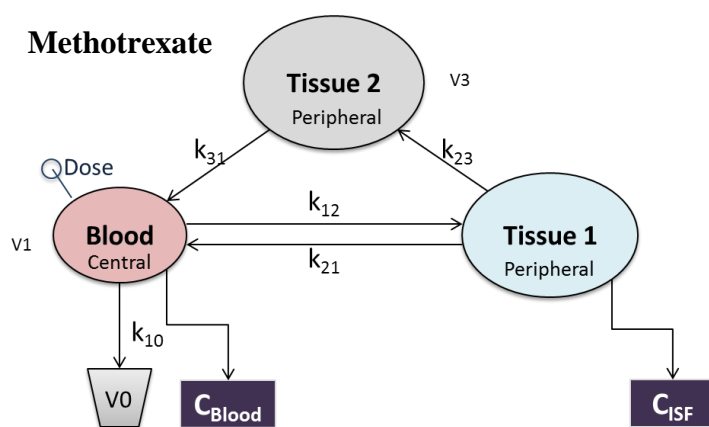 Methotrexate
Tissue 2
Peripheral
V3
k31
k23
Dose
k12
V1
Blood
Central
Tissue 1
Peripheral
k21
k10
V0
CBlood
CISF